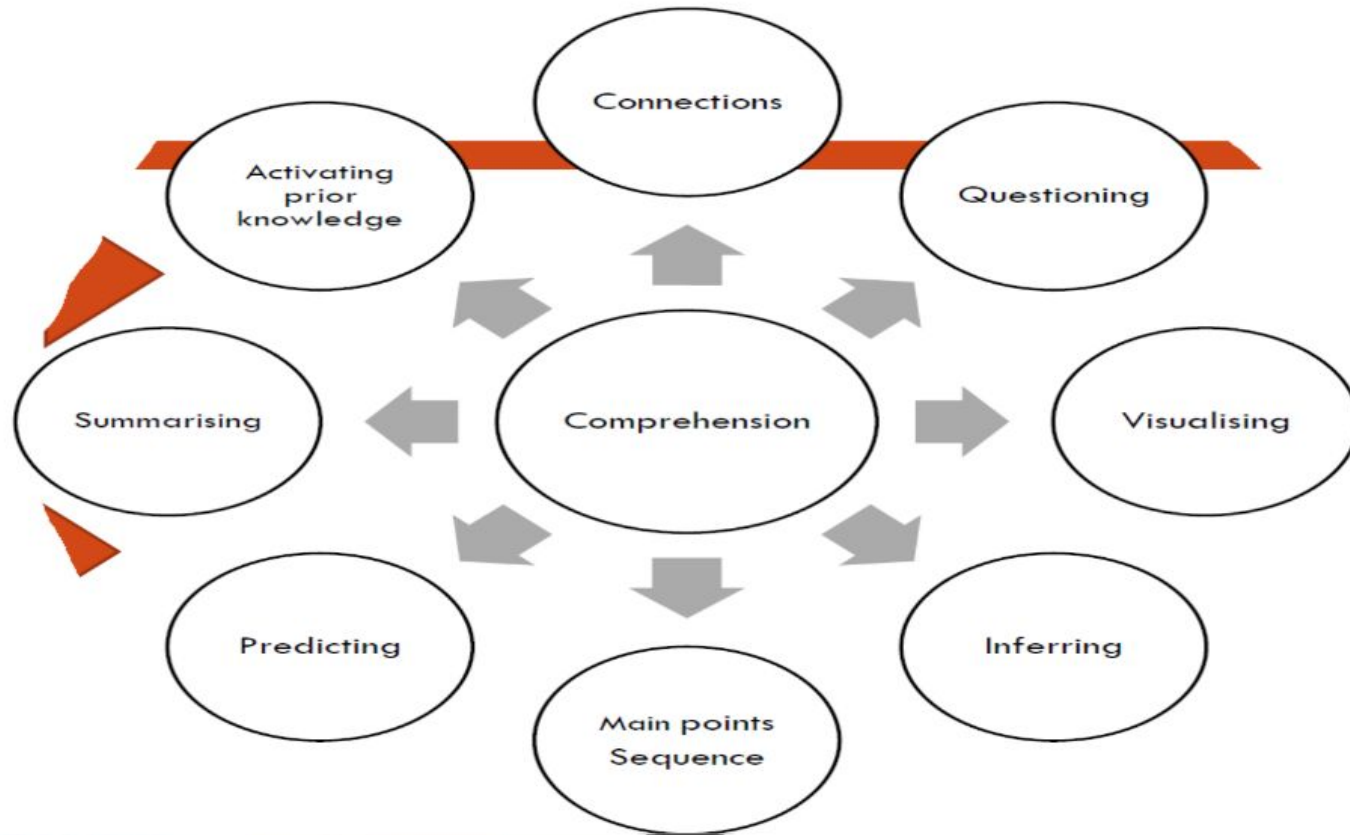 Connections
Activating
prior
knowledge
Questioning
Summarising
Comprehension
Visualising
Predicting
Inferring
Main points
Sequence